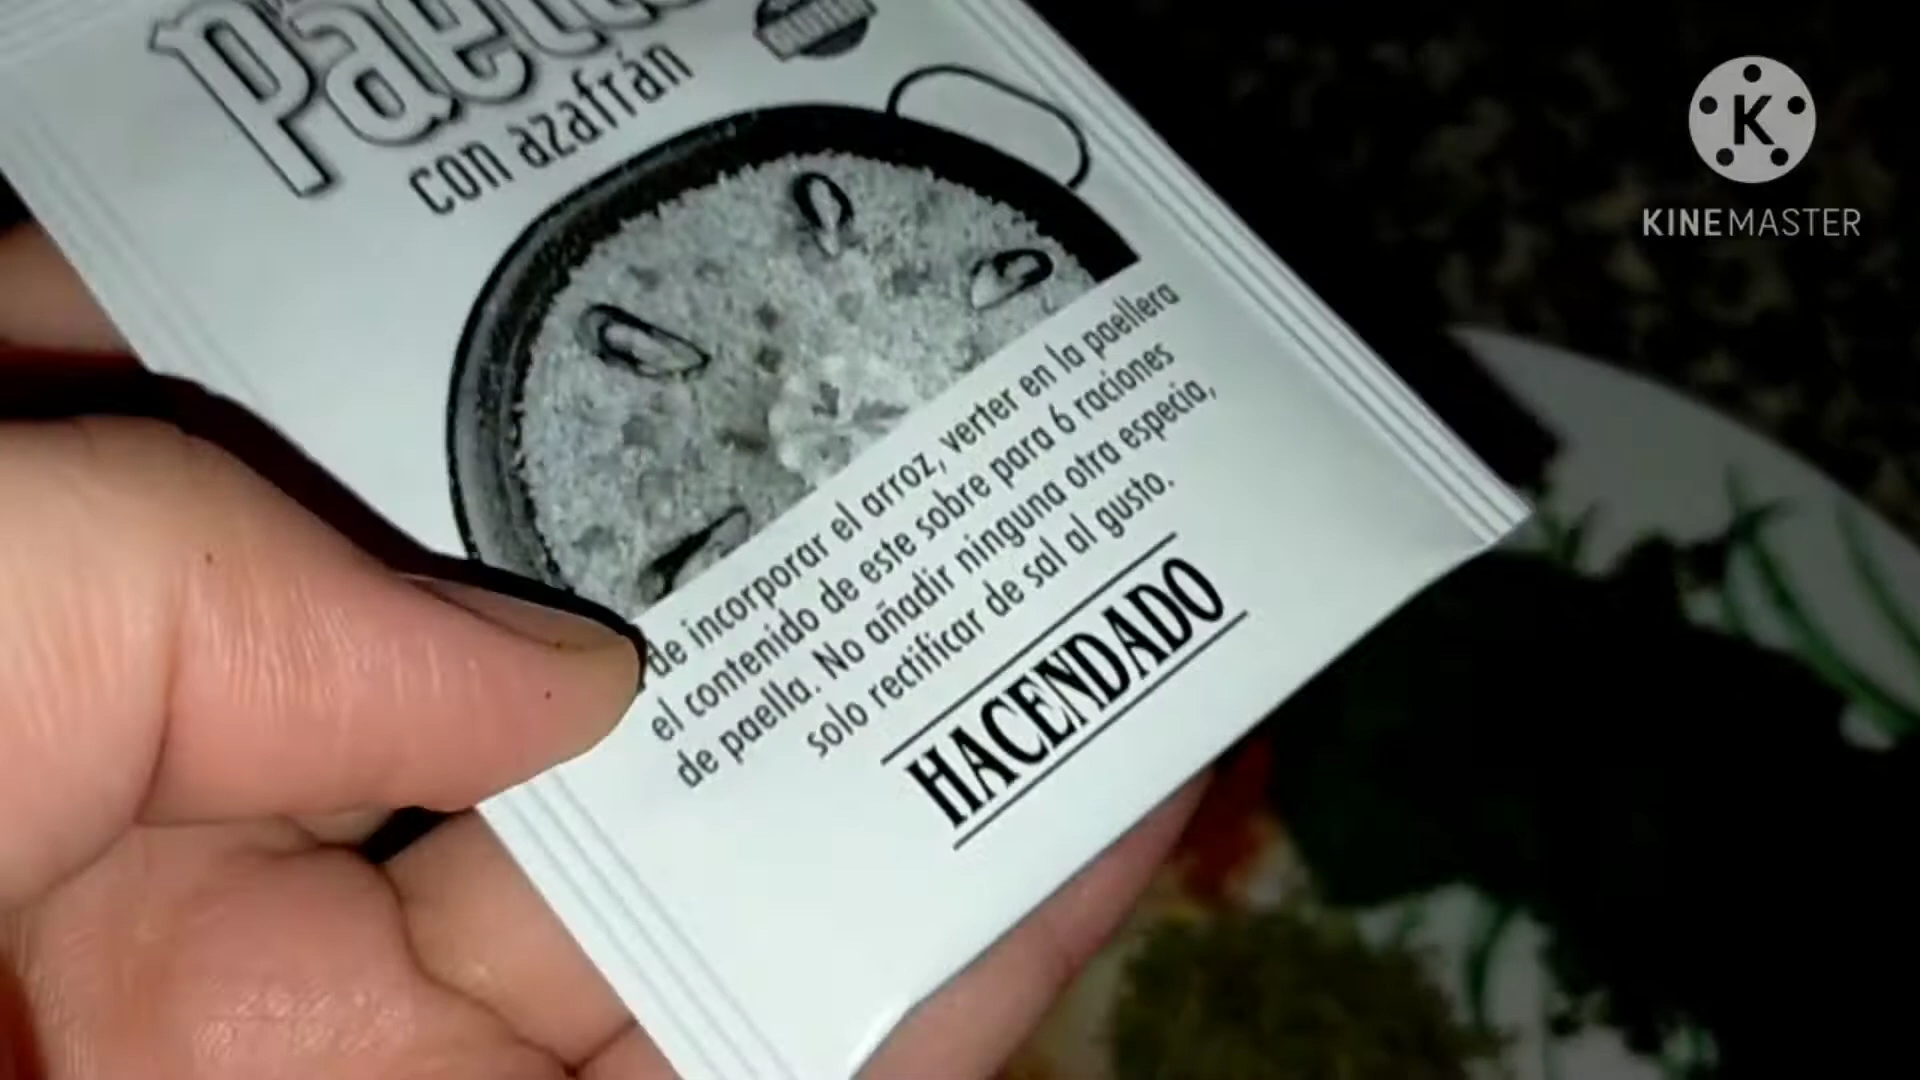 con azafrán
de incorporar el arroz, verter en la paellera
el contenido de este sobre para 6 raciones
de paella. No añadir ninguna otra especia,
solo rectificar de sal al gusto.
HACENDADO
K
KINEMASTER